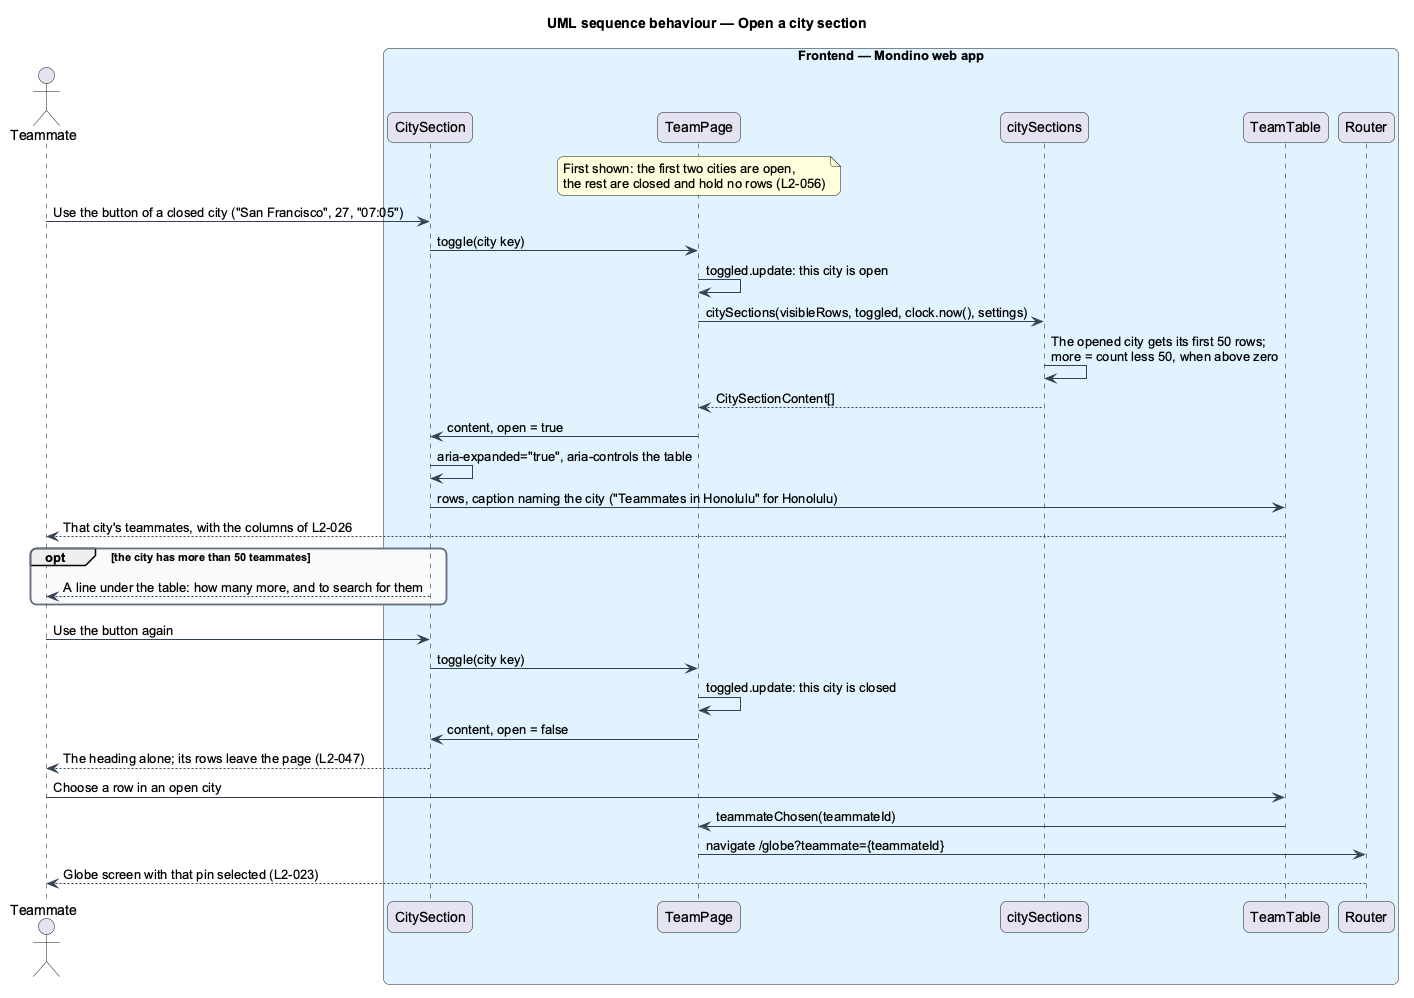 UML sequence behaviour — Open a city section
Frontend — Mondino web app
Teammate
CitySection
TeamPage
citySections
TeamTable
Router
First shown: the first two cities are open,
the rest are closed and hold no rows (L2-056)
Use the button of a closed city ("San Francisco", 27, "07:05")
toggle(city key)
toggled.update: this city is open
citySections(visibleRows, toggled, clock.now(), settings)
The opened city gets its first 50 rows;
more = count less 50, when above zero
CitySectionContent[]
content, open = true
aria-expanded="true", aria-controls the table
rows, caption naming the city ("Teammates in Honolulu" for Honolulu)
That city's teammates, with the columns of L2-026
opt
[the city has more than 50 teammates]
A line under the table: how many more, and to search for them
Use the button again
toggle(city key)
toggled.update: this city is closed
content, open = false
The heading alone; its rows leave the page (L2-047)
Choose a row in an open city
teammateChosen(teammateId)
navigate /globe?teammate={teammateId}
Globe screen with that pin selected (L2-023)
Teammate
CitySection
TeamPage
citySections
TeamTable
Router